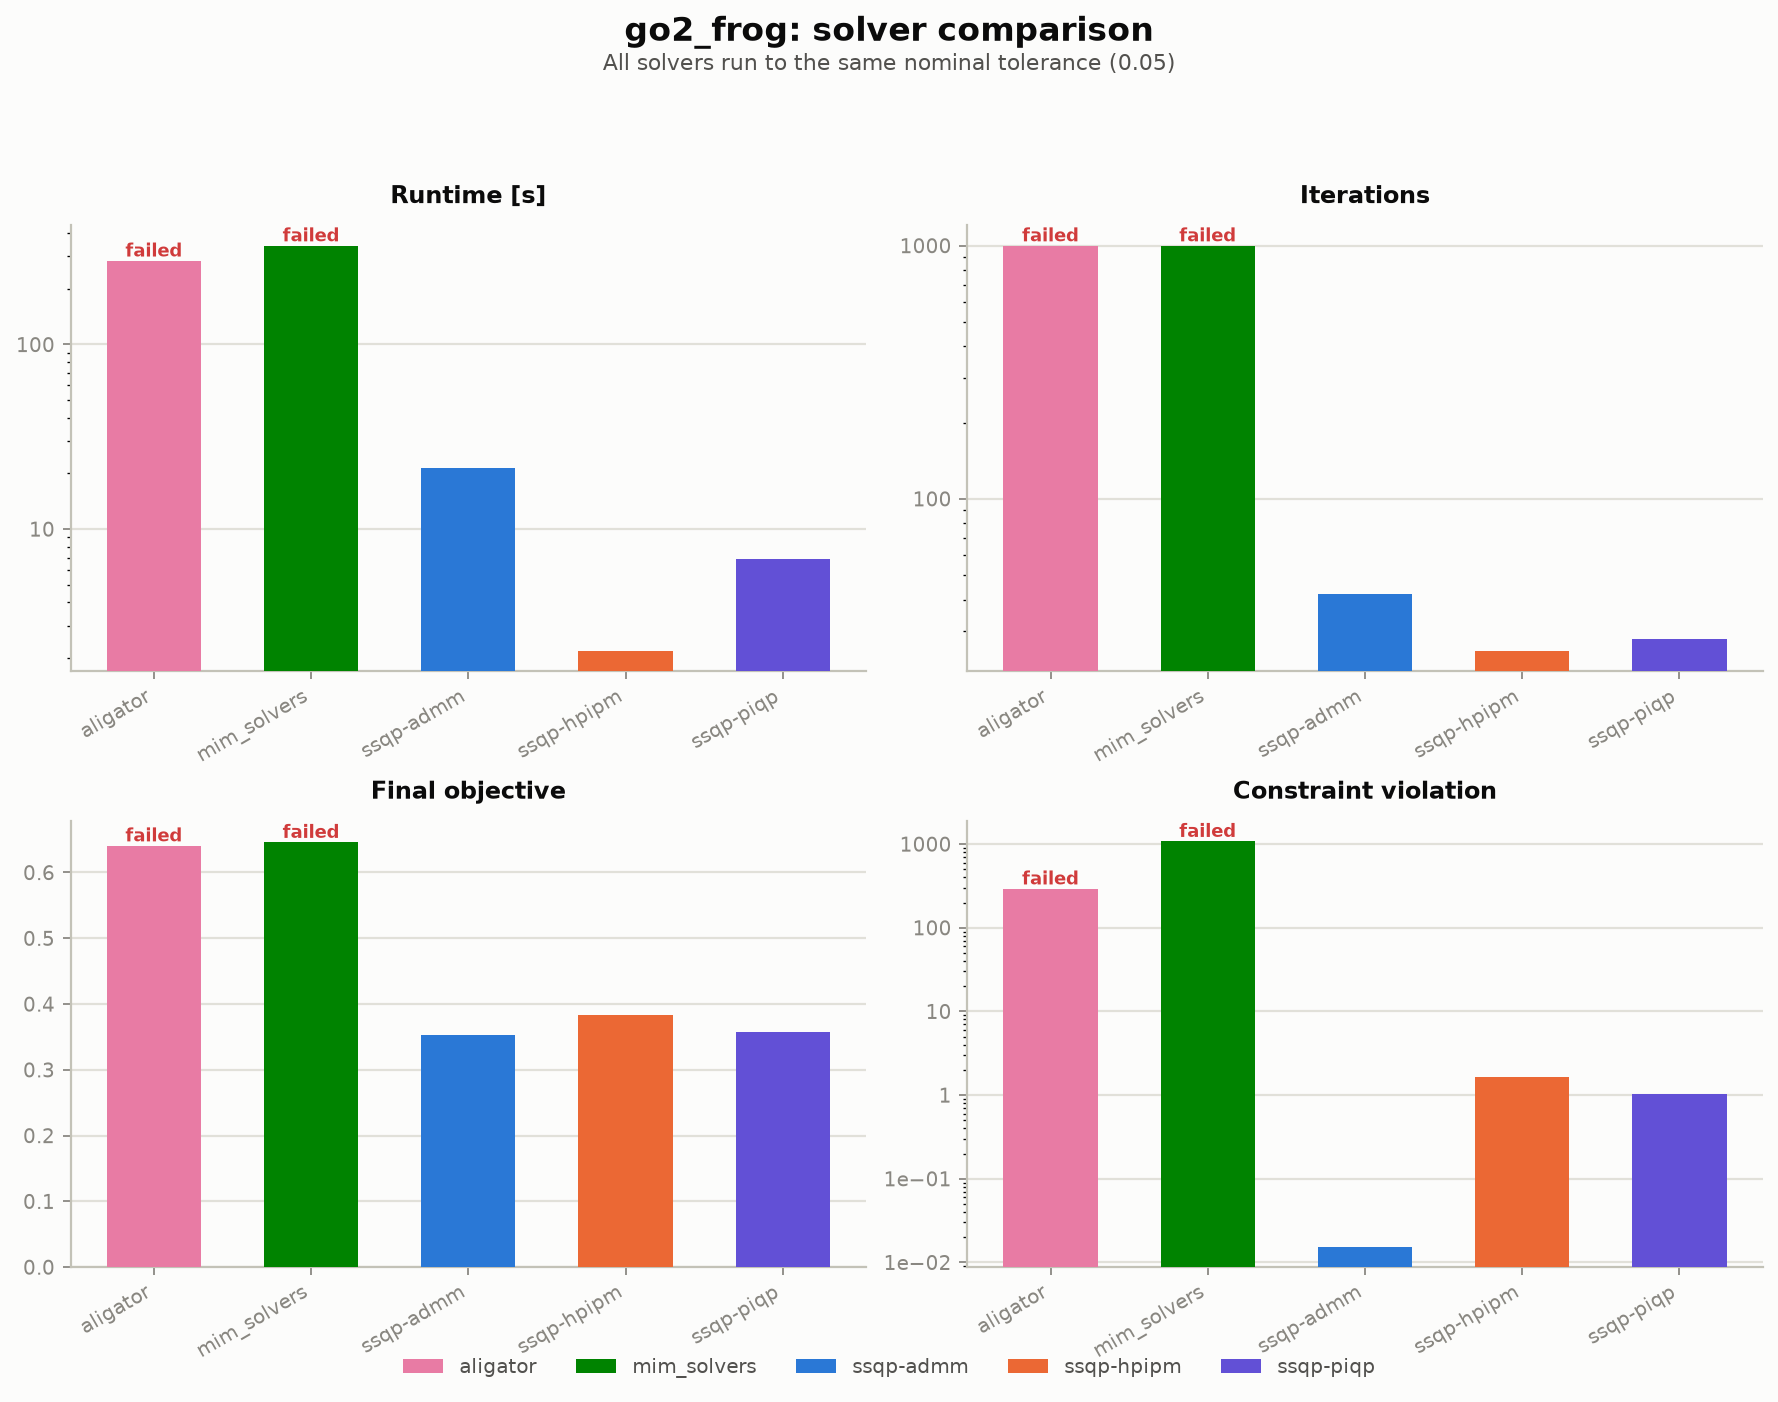 go2_frog: solver comparison
All solvers run to the same nominal tolerance (0.05)
Runtime [s]
failed
failed
100
10
aligator
mim_solvers
ssqp-admm
ssqp-hpipm
ssqp-piqp
Iterations
failed
failed
1000
100
aligator
mim_solvers
ssqp-admm
ssqp-hpipm
ssqp-piqp
Final objective
failed
failed
0.6
0.5
0.4
0.3
0.2
0.1
0.0
aligator
mim_solvers
ssqp-admm
ssqp-hpipm
ssqp-piqp
Constraint violation
failed
failed
1000
100
10
1
1e−01
1e−02
aligator
mim_solvers
ssqp-admm
ssqp-hpipm
ssqp-piqp
aligator mim_solvers ssqp-admm ssqp-hpipm ssqp-piqp